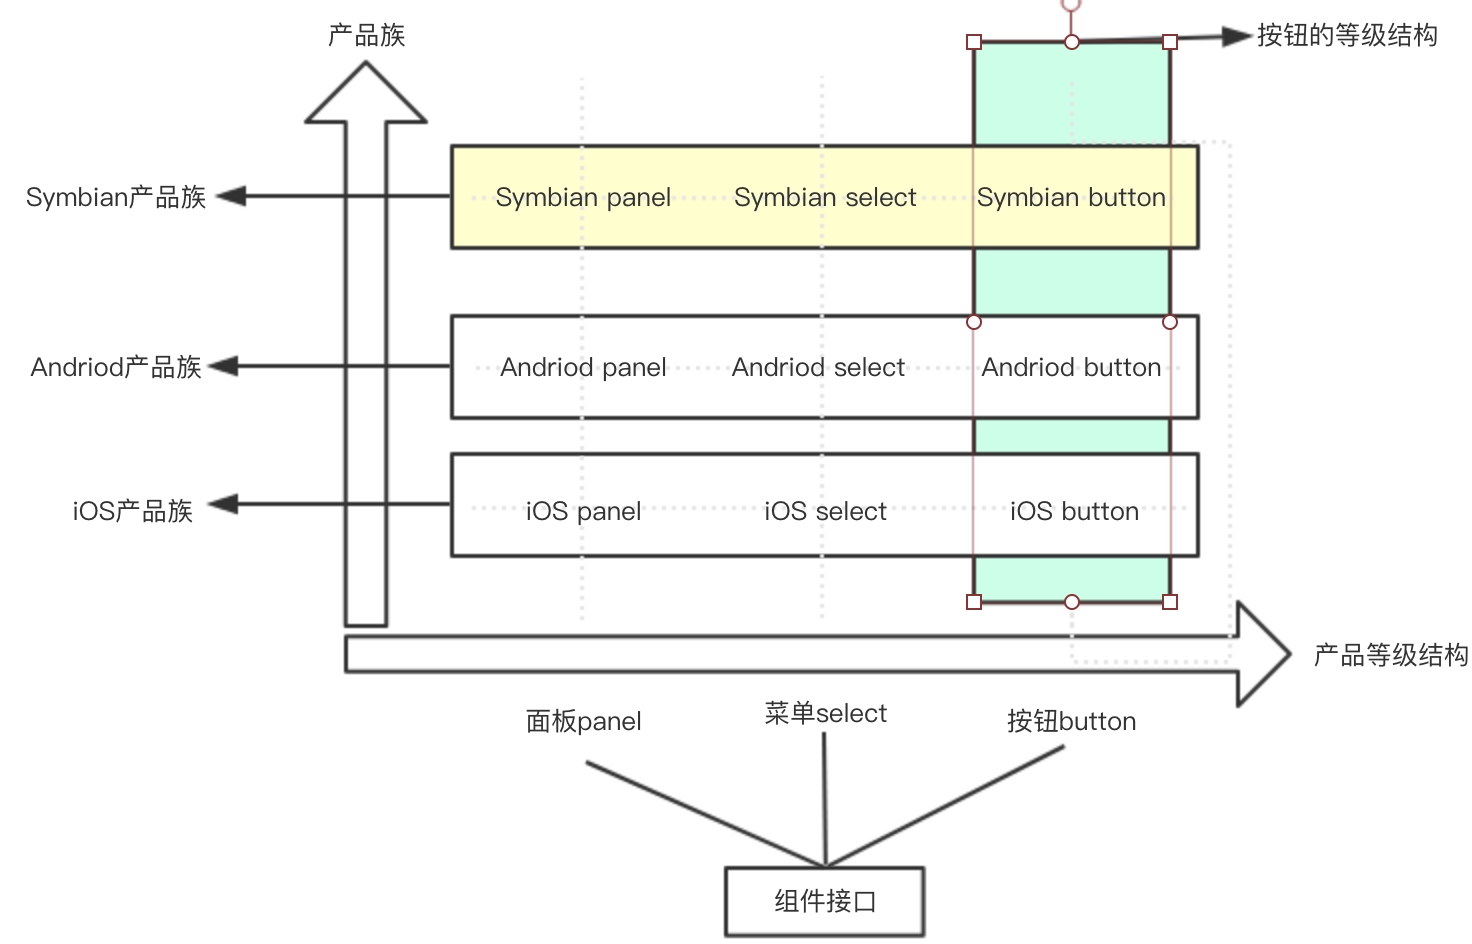 产品族
按钮的等级结构
Symbian产品族
Symbian panel
Symbian select
Symbian button
Andriod产品族
Andriod panel
Andriod select
Andriod button
iOS产品族
iOS panel
iOS select
iOS button
产品等级结构
面板panel
菜单select
按钮button
组件接口